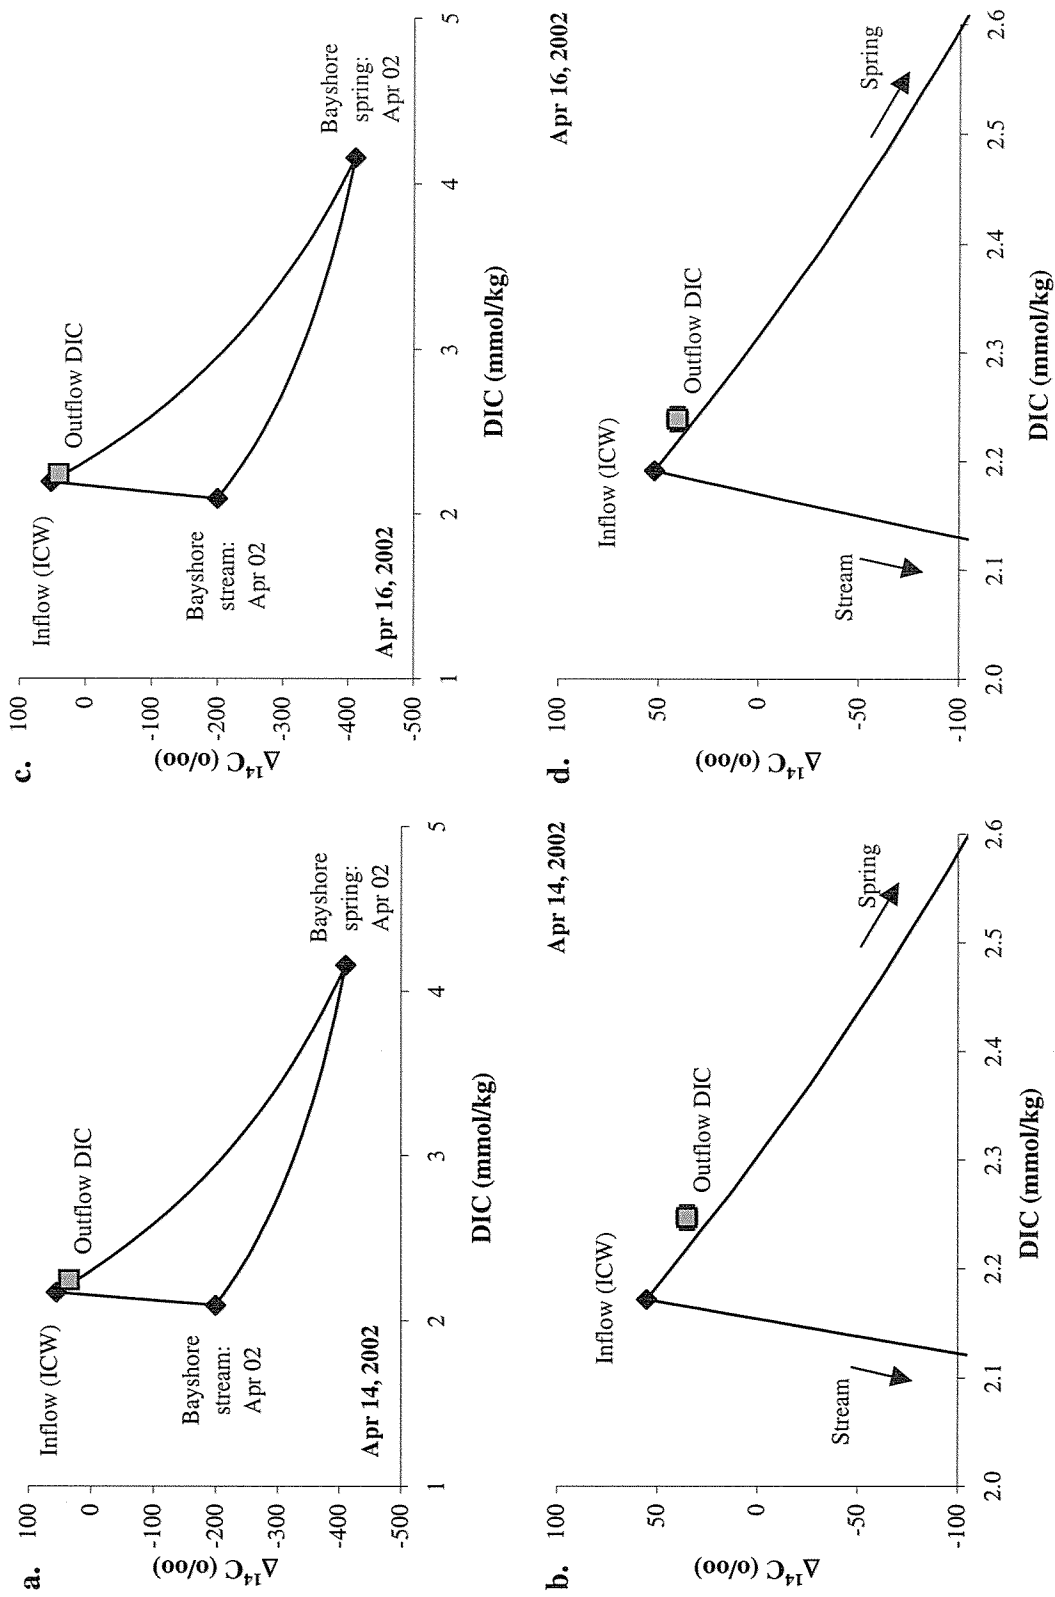 a.
100
0
-100
-200
-300
-400
-500
Δ¹⁴C (o/oo)
Inflow (ICW)
Outflow DIC
Bayshore
stream:
Apr 02
Bayshore
spring:
Apr 02
Apr 14, 2002
1
2
3
4
5
DIC (mmol/kg)
b.
Apr 14, 2002
100
50
0
-50
-100
Δ¹⁴C (o/oo)
Inflow (ICW)
Outflow DIC
Stream
Spring
2.0
2.1
2.2
2.3
2.4
2.5
2.6
DIC (mmol/kg)
c.
100
0
-100
-200
-300
-400
-500
Δ¹⁴C (o/oo)
Inflow (ICW)
Outflow DIC
Bayshore
stream:
Apr 02
Bayshore
spring:
Apr 02
Apr 16, 2002
1
2
3
4
5
DIC (mmol/kg)
d.
Apr 16, 2002
100
50
0
-50
-100
Δ¹⁴C (o/oo)
Inflow (ICW)
Outflow DIC
Stream
Spring
2.0
2.1
2.2
2.3
2.4
2.5
2.6
DIC (mmol/kg)